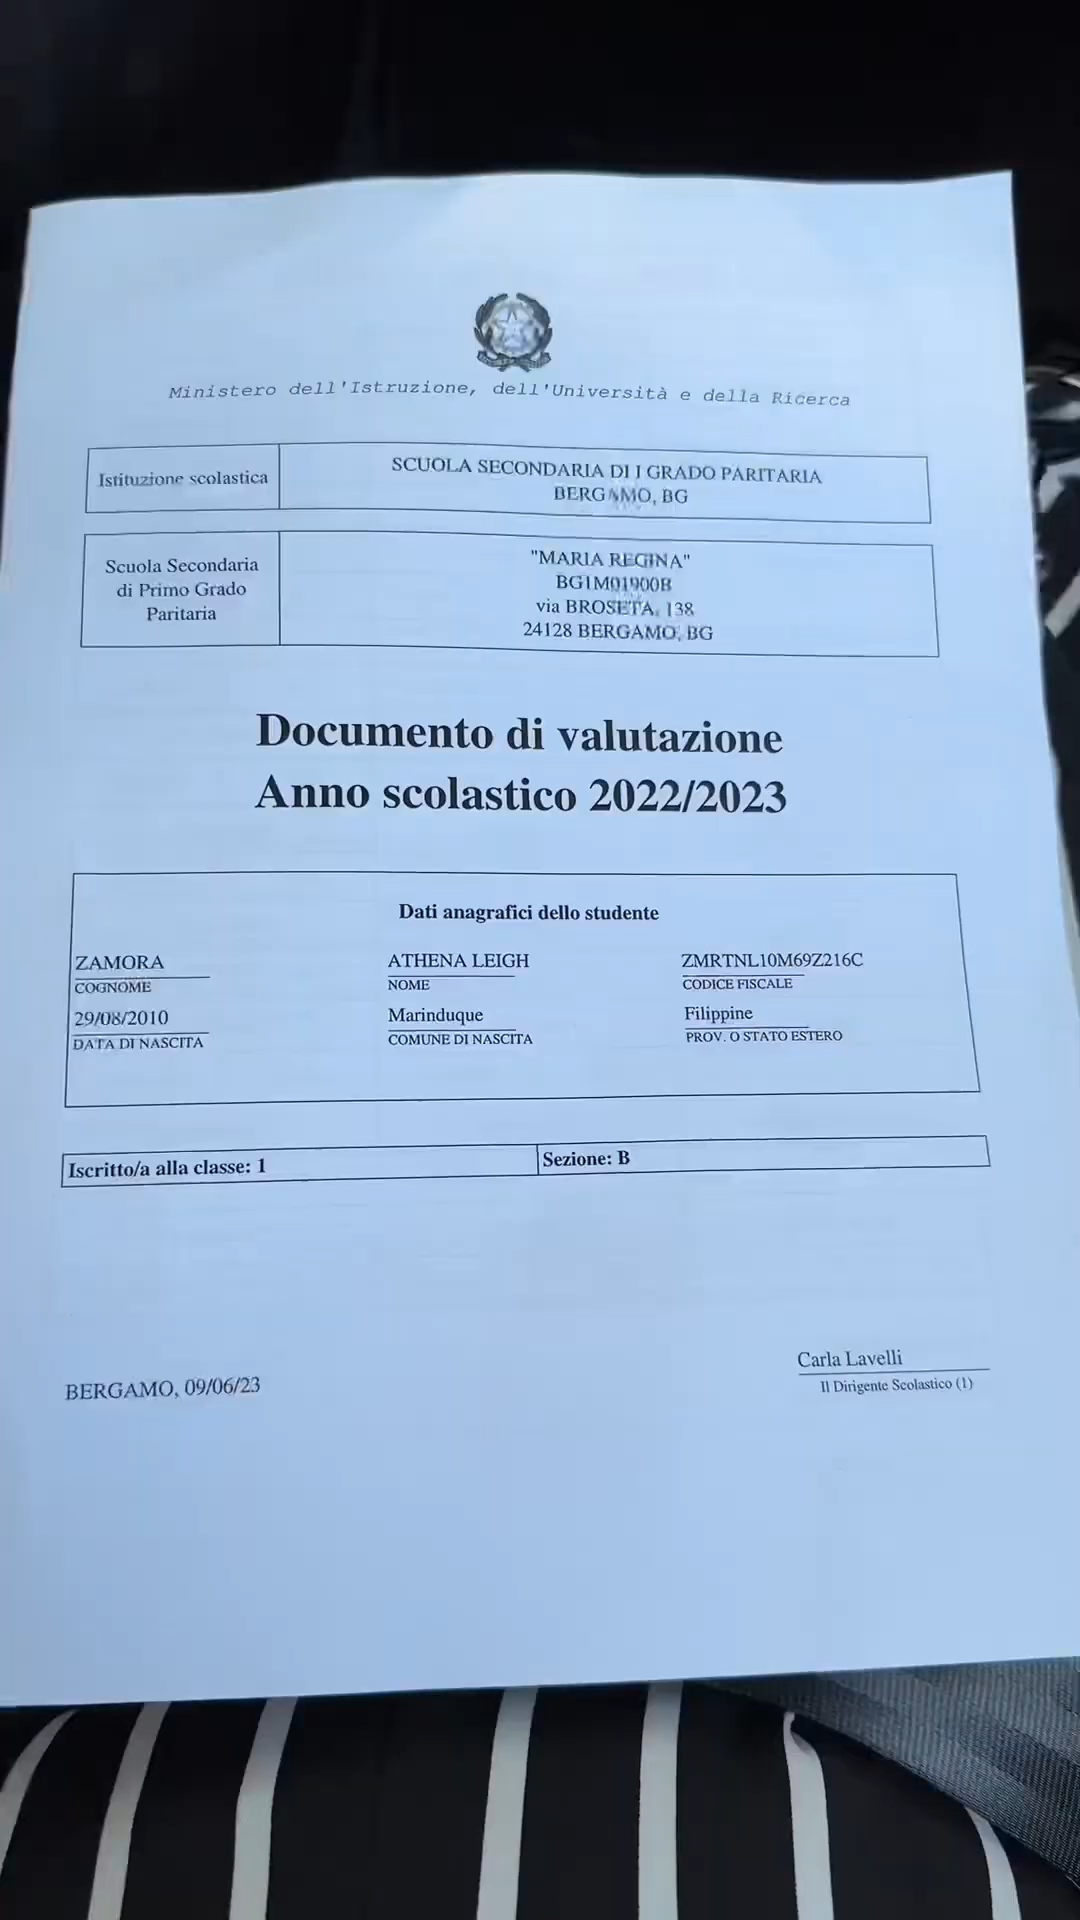 Ministero dell'Istruzione, dell'Università e della Ricerca
Istituzione scolastica
SCUOLA SECONDARIA DI I GRADO PARITARIA
BERGAMO, BG
Scuola Secondaria
di Primo Grado
Paritaria
"MARIA REGINA"
BG1M01900B
via BROSETA, 138
24128 BERGAMO, BG
Documento di valutazione
Anno scolastico 2022/2023
Dati anagrafici dello studente
ZAMORA ATHENA LEIGH ZMRTNL10M69Z216C
COGNOME NOME CODICE FISCALE
29/08/2010 Marinduque Filippine
DATA DI NASCITA COMUNE DI NASCITA PROV. O STATO ESTERO
Iscritto/a alla classe: 1 Sezione: B
Carla Lavelli
BERGAMO, 09/06/23 Il Dirigente Scolastico (1)